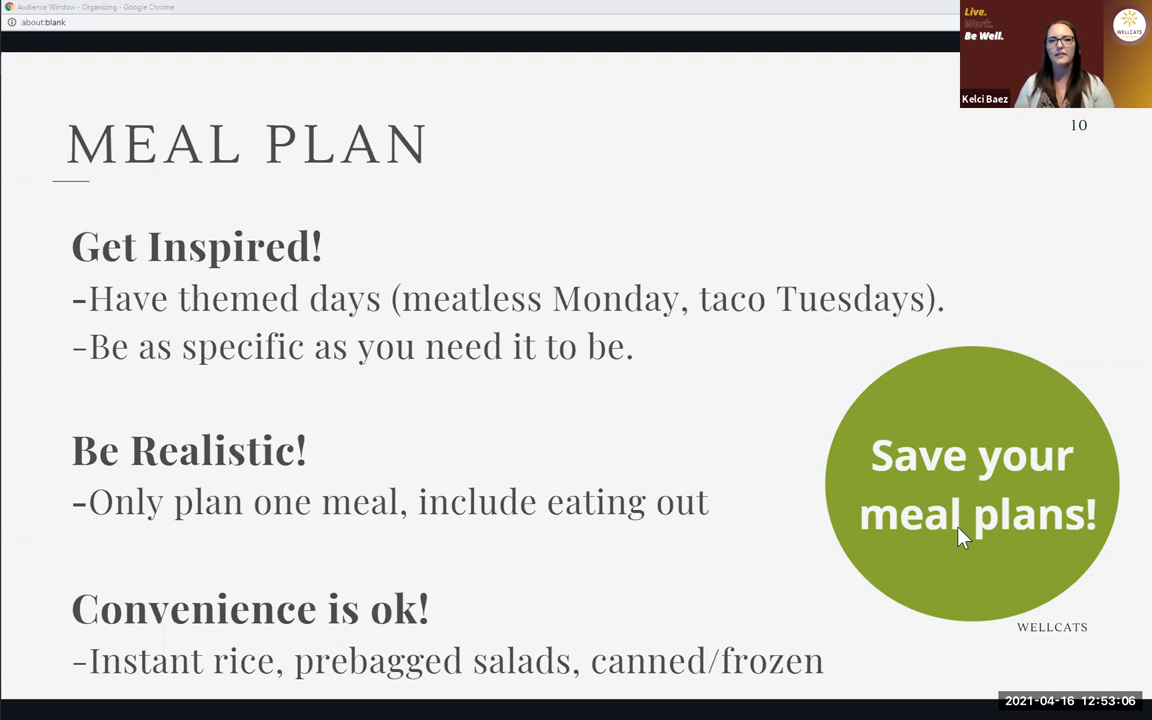 Audience Window - Organizing - Google Chrome
about:blank
Live.
Work.
Be Well.
WELLCATS
Kelci Baez
10
MEAL PLAN
Get Inspired!
-Have themed days (meatless Monday, taco Tuesdays).
-Be as specific as you need it to be.
Be Realistic!
-Only plan one meal, include eating out
Save your
meal plans!
Convenience is ok!
-Instant rice, prebagged salads, canned/frozen
WELLCATS
2021-04-16 12:53:06